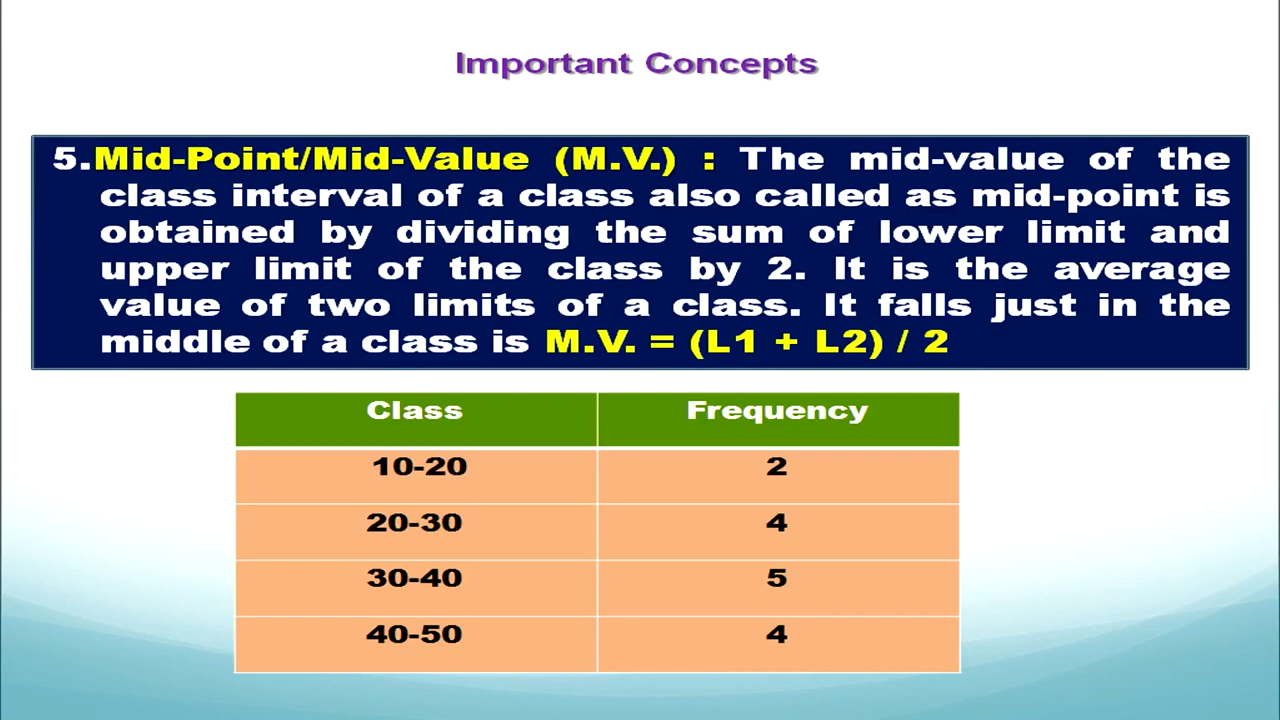 Important Concepts
5.Mid-Point/Mid-Value (M.V.) : The mid-value of the
class interval of a class also called as mid-point is
obtained by dividing the sum of lower limit and
upper limit of the class by 2. It is the average
value of two limits of a class. It falls just in the
middle of a class is M.V. = (L1 + L2) / 2
Class Frequency
10-20 2
20-30 4
30-40 5
40-50 4